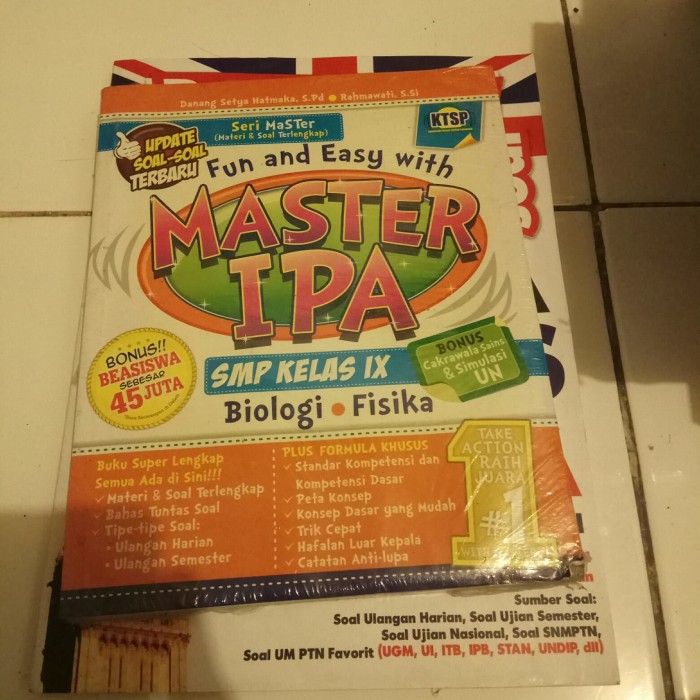 Danang Setya Hatmaka, S.Pd • Rahmawati, S.Si
Seri MaSTer
(Materi & Soal Terlengkap)
KTSP
UPDATE
SOAL-SOAL
TERBARU
Fun and Easy with
MASTER
IPA
SMP KELAS IX
Biologi • Fisika
BONUS!!
BEASISWA
SEBESAR
45 JUTA
BONUS
Cakrawala Sains
& Simulasi
UN
Buku Super Lengkap
Semua Ada di Sini!!!
✓ Materi & Soal Terlengkap
✓ Bahas Tuntas Soal
✓ Tipe-tipe Soal:
• Ulangan Harian
• Ulangan Semester
PLUS FORMULA KHUSUS
✓ Standar Kompetensi dan
Kompetensi Dasar
✓ Peta Konsep
✓ Konsep Dasar yang Mudah
✓ Trik Cepat
✓ Hafalan Luar Kepala
✓ Catatan Anti-lupa
TAKE
ACTION
RAIH
JUARA
#1
Sumber Soal:
Soal Ulangan Harian, Soal Ujian Semester,
Soal Ujian Nasional, Soal SNMPTN,
Soal UM PTN Favorit (UGM, UI, ITB, IPB, STAN, UNDIP, dll)